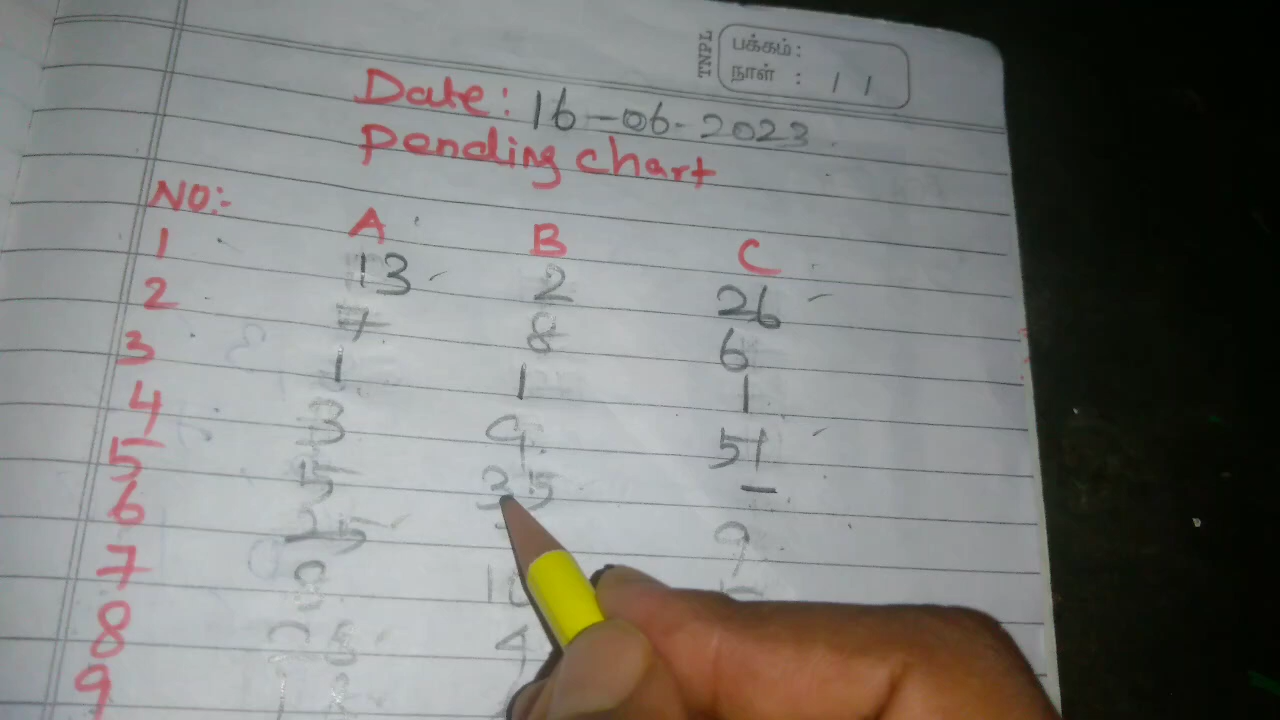 TNPL
பக்கம் :
நாள் : / /
Date: 16-06-2023
Pending chart
NO:- A B C
1 13 2 26
2 7 8 6
3 1 1 1
4 3 9 51
5 5 35 –
6 25 9
7
8
9